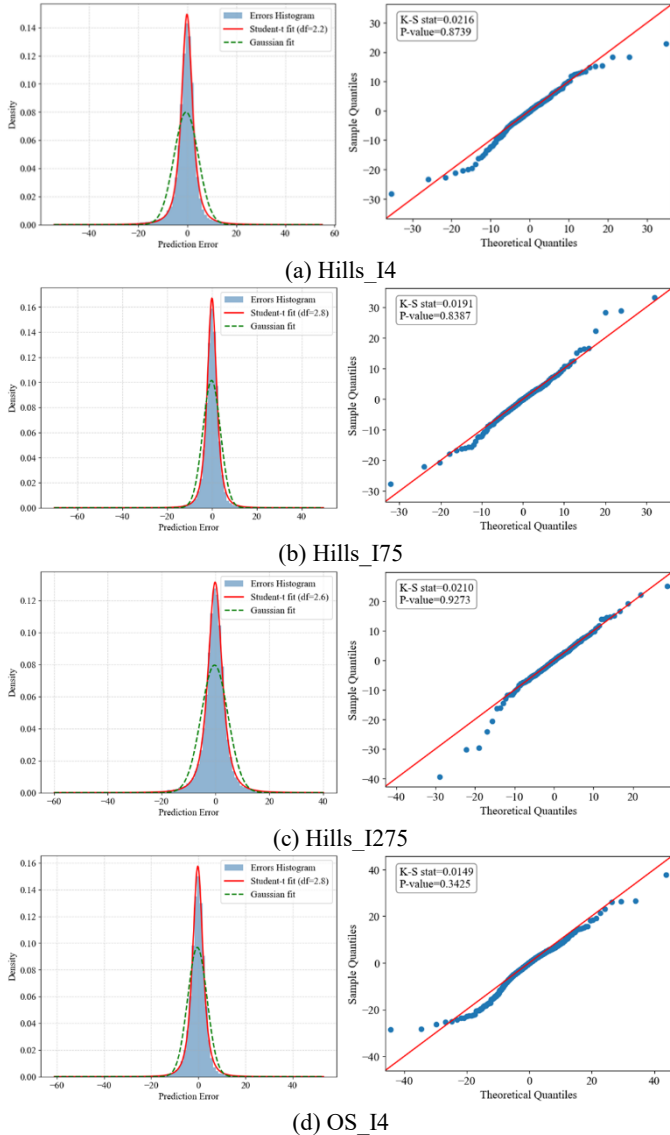 Errors Histogram
Student-t fit (df=2.2)
Gaussian fit
Density
0.14
0.12
0.10
0.08
0.06
0.04
0.02
0.00
−40
−20
0
20
40
60
Prediction Error
K-S stat=0.0216
P-value=0.8739
Sample Quantiles
30
20
10
0
−10
−20
−30
−30
−20
−10
0
10
20
30
Theoretical Quantiles
(a) Hills_I4
Errors Histogram
Student-t fit (df=2.8)
Gaussian fit
Density
0.16
0.14
0.12
0.10
0.08
0.06
0.04
0.02
0.00
−60
−40
−20
0
20
40
Prediction Error
K-S stat=0.0191
P-value=0.8387
Sample Quantiles
30
20
10
0
−10
−20
−30
−30
−20
−10
0
10
20
30
Theoretical Quantiles
(b) Hills_I75
Errors Histogram
Student-t fit (df=2.6)
Gaussian fit
Density
0.12
0.10
0.08
0.06
0.04
0.02
0.00
−60
−40
−20
0
20
40
Prediction Error
K-S stat=0.0210
P-value=0.9273
Sample Quantiles
20
10
0
−10
−20
−30
−40
−40
−30
−20
−10
0
10
20
Theoretical Quantiles
(c) Hills_I275
Errors Histogram
Student-t fit (df=2.8)
Gaussian fit
Density
0.16
0.14
0.12
0.10
0.08
0.06
0.04
0.02
0.00
−60
−40
−20
0
20
40
Prediction Error
K-S stat=0.0149
P-value=0.3425
Sample Quantiles
40
20
0
−20
−40
−40
−20
0
20
40
Theoretical Quantiles
(d) OS_I4